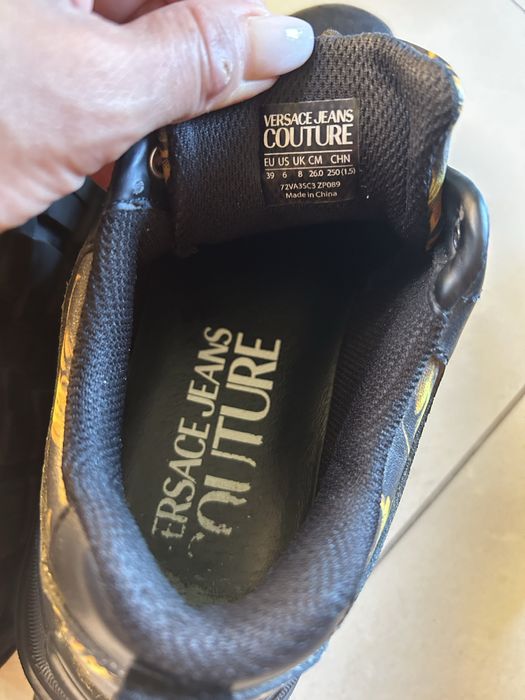 VERSACE JEANS
COUTURE
EU US UK CM CHN
39 6 8 26.0 250 (1.5)
72VA3SC3 ZP089
Made in China
ERSACE JEANS
COUTURE